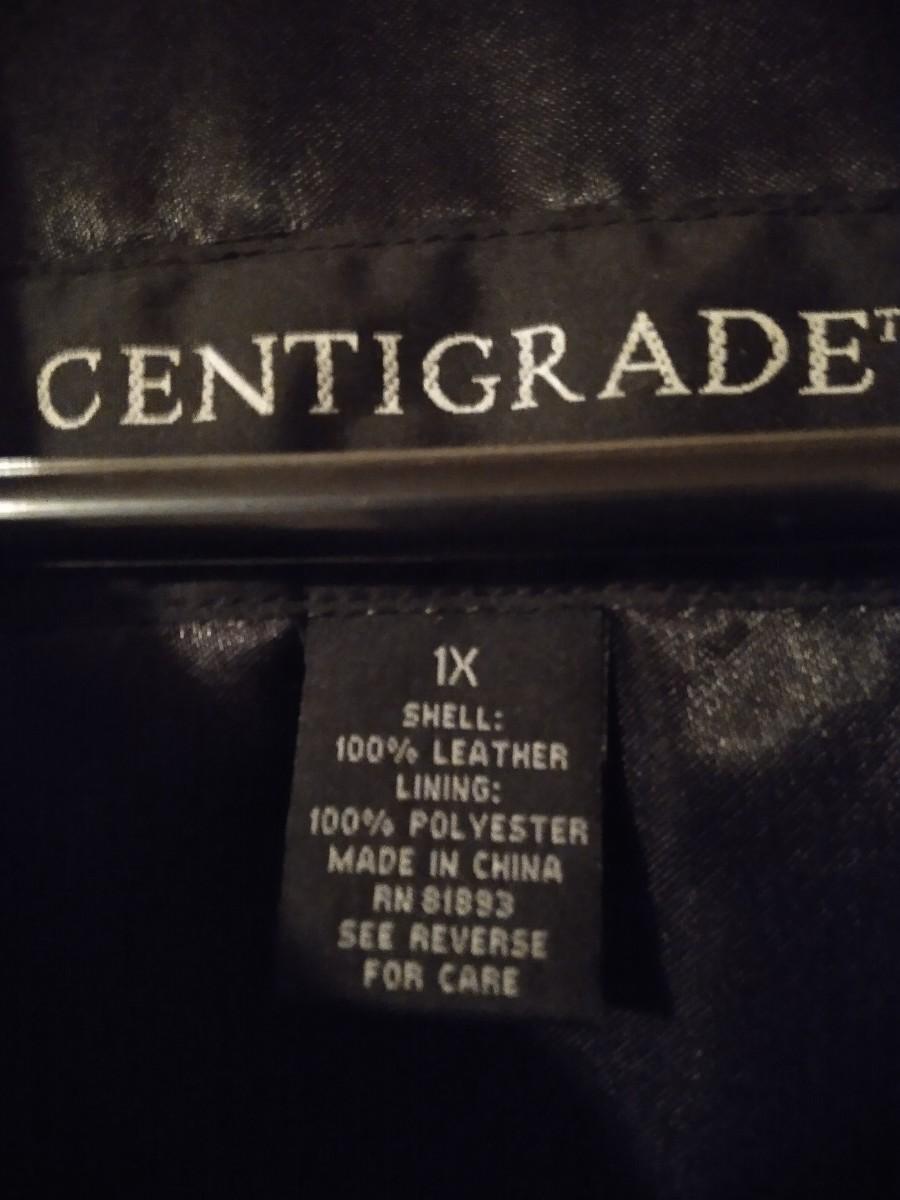 CENTIGRADE
1X
SHELL:
100% LEATHER
LINING:
100% POLYESTER
MADE IN CHINA
RN 81893
SEE REVERSE
FOR CARE